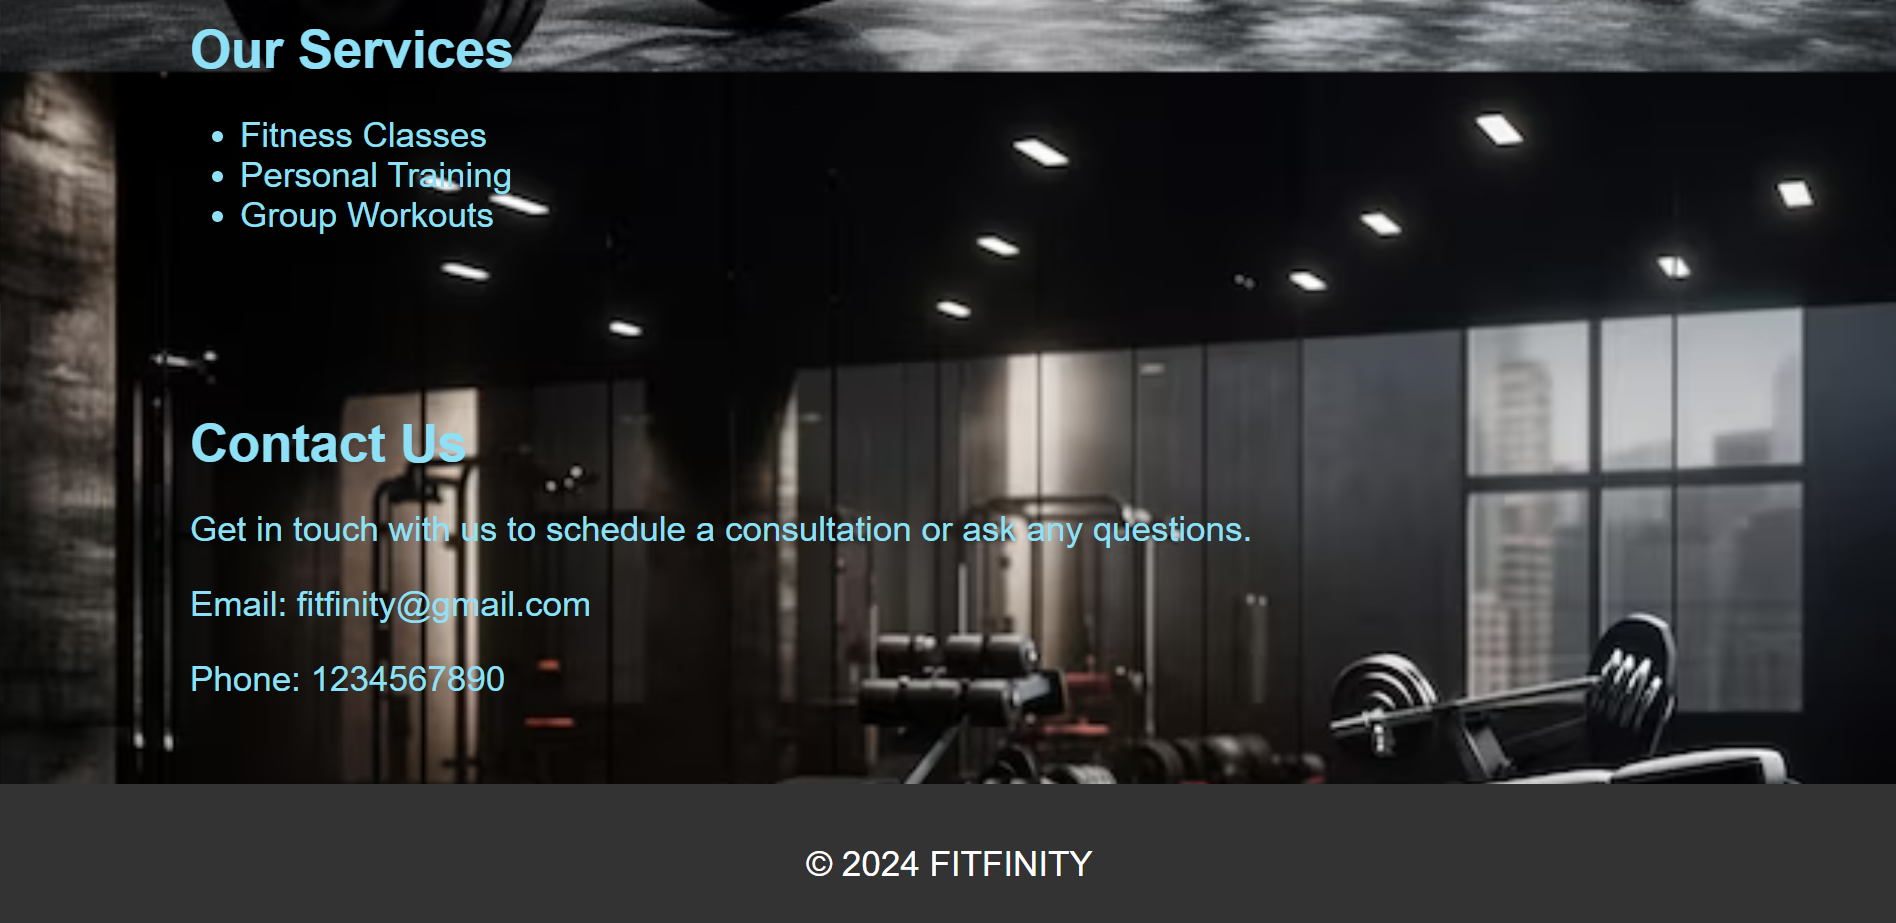 Our Services
Fitness Classes
Personal Training
Group Workouts
Contact Us
Get in touch with us to schedule a consultation or ask any questions.
Email: fitfinity@gmail.com
Phone: 1234567890
© 2024 FITFINITY